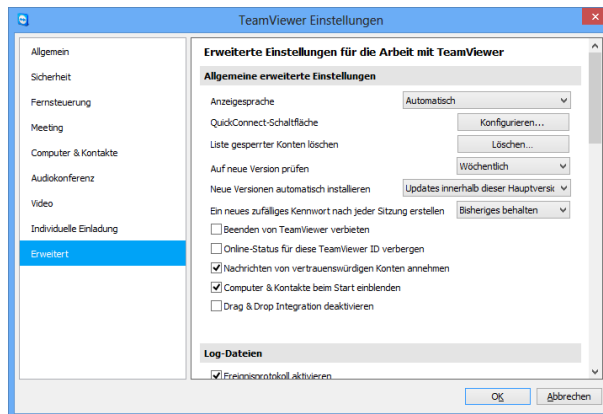 TeamViewer Einstellungen
Allgemein
Sicherheit
Fernsteuerung
Meeting
Computer & Kontakte
Audiokonferenz
Video
Individuelle Einladung
Erweitert
Erweiterte Einstellungen für die Arbeit mit TeamViewer
Allgemeine erweiterte Einstellungen
Anzeigesprache Automatisch
QuickConnect-Schaltfläche Konfigurieren...
Liste gesperrter Konten löschen Löschen...
Auf neue Version prüfen Wöchentlich
Neue Versionen automatisch installieren Updates innerhalb dieser Hauptversic
Ein neues zufälliges Kennwort nach jeder Sitzung erstellen Bisheriges behalten
Beenden von TeamViewer verbieten
Online-Status für diese TeamViewer ID verbergen
Nachrichten von vertrauenswürdigen Konten annehmen
Computer & Kontakte beim Start einblenden
Drag & Drop Integration deaktivieren
Log-Dateien
Ereignisprotokoll aktivieren
OK Abbrechen